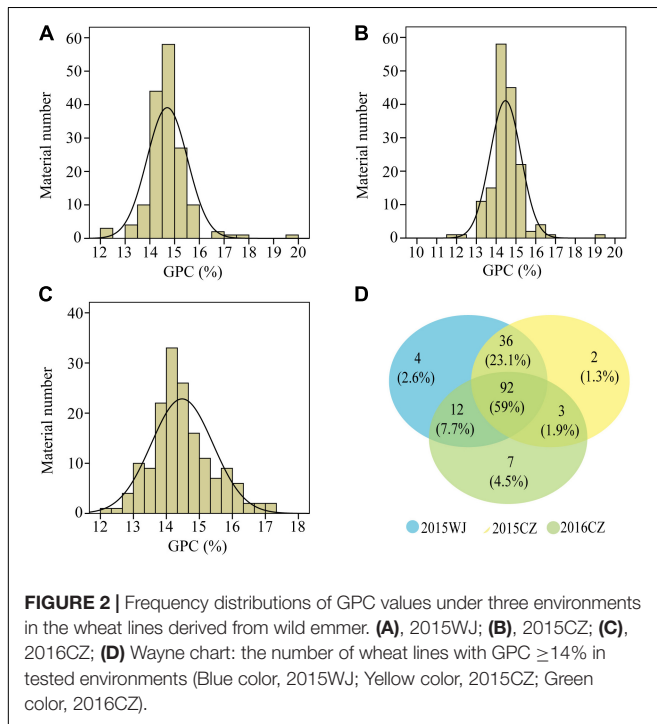 A
60
50
40
30
20
10
0
Material number
12 13 14 15 16 17 18 19 20
GPC (%)
B
60
50
40
30
20
10
0
Material number
10 11 12 13 14 15 16 17 18 19 20
GPC (%)
C
40
30
20
10
0
Material number
12 13 14 15 16 17 18
GPC (%)
D
4
(2.6%)
36
(23.1%)
2
(1.3%)
92
(59%)
12
(7.7%)
3
(1.9%)
7
(4.5%)
2015WJ 2015CZ 2016CZ
FIGURE 2 | Frequency distributions of GPC values under three environments
in the wheat lines derived from wild emmer. (A), 2015WJ; (B), 2015CZ; (C),
2016CZ; (D) Wayne chart: the number of wheat lines with GPC ≥14% in
tested environments (Blue color, 2015WJ; Yellow color, 2015CZ; Green
color, 2016CZ).